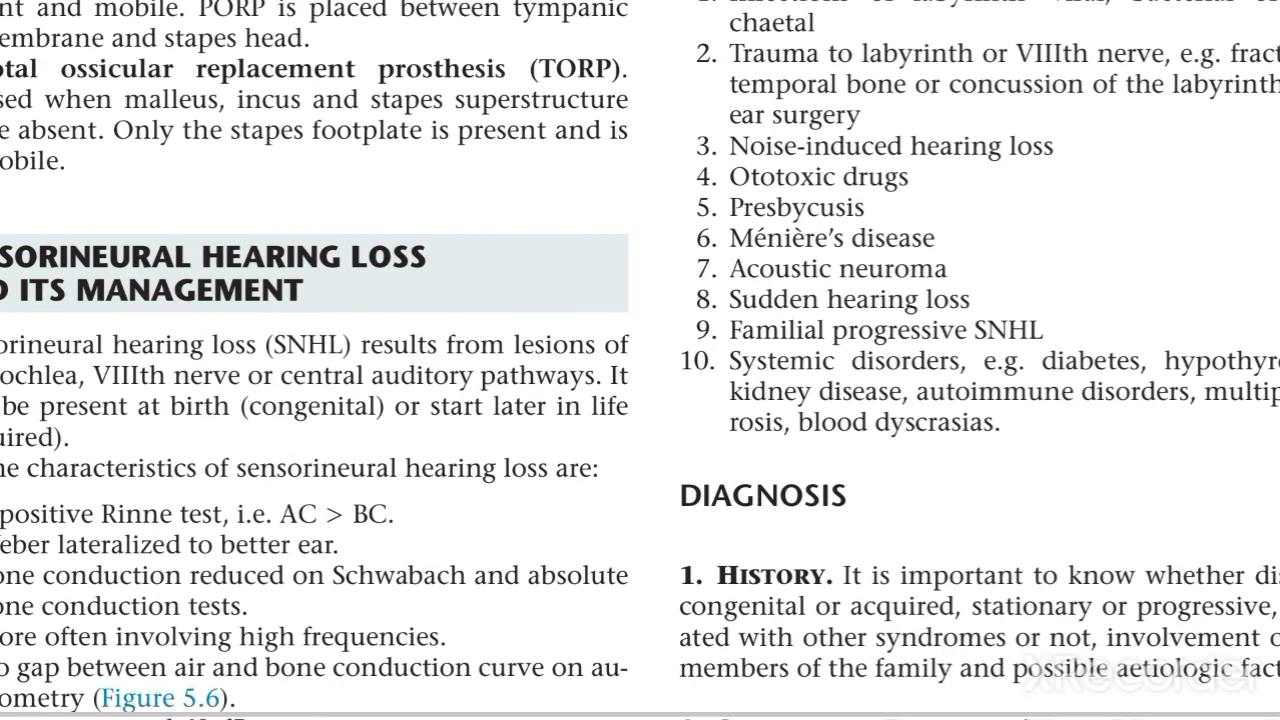 nt and mobile. PORP is placed between tympanic
embrane and stapes head.
otal ossicular replacement prosthesis (TORP).
sed when malleus, incus and stapes superstructure
e absent. Only the stapes footplate is present and is
obile.
SORINEURAL HEARING LOSS
D ITS MANAGEMENT
orineural hearing loss (SNHL) results from lesions of
ochlea, VIIIth nerve or central auditory pathways. It
be present at birth (congenital) or start later in life
uired).
ne characteristics of sensorineural hearing loss are:
positive Rinne test, i.e. AC > BC.
eber lateralized to better ear.
one conduction reduced on Schwabach and absolute
one conduction tests.
ore often involving high frequencies.
o gap between air and bone conduction curve on au-
ometry (Figure 5.6).
chaetal
2. Trauma to labyrinth or VIIIth nerve, e.g. fract
temporal bone or concussion of the labyrinth
ear surgery
3. Noise-induced hearing loss
4. Ototoxic drugs
5. Presbycusis
6. Ménière's disease
7. Acoustic neuroma
8. Sudden hearing loss
9. Familial progressive SNHL
10. Systemic disorders, e.g. diabetes, hypothyro
kidney disease, autoimmune disorders, multip
rosis, blood dyscrasias.
DIAGNOSIS
1. HISTORY. It is important to know whether dis
congenital or acquired, stationary or progressive,
ated with other syndromes or not, involvement o
members of the family and possible aetiologic fact
XRecorder